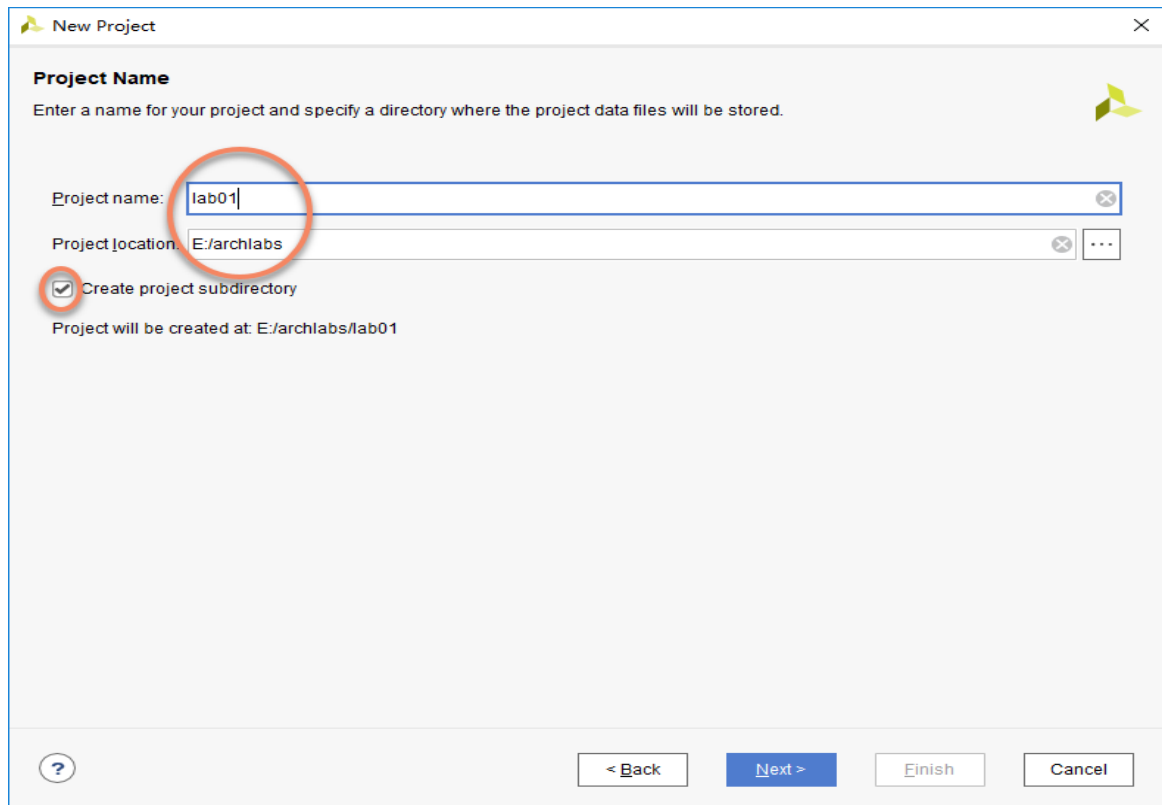 New Project
Project Name
Enter a name for your project and specify a directory where the project data files will be stored.
Project name: lab01
Project location: E:/archlabs ...
Create project subdirectory
Project will be created at: E:/archlabs/lab01
? < Back Next > Finish Cancel